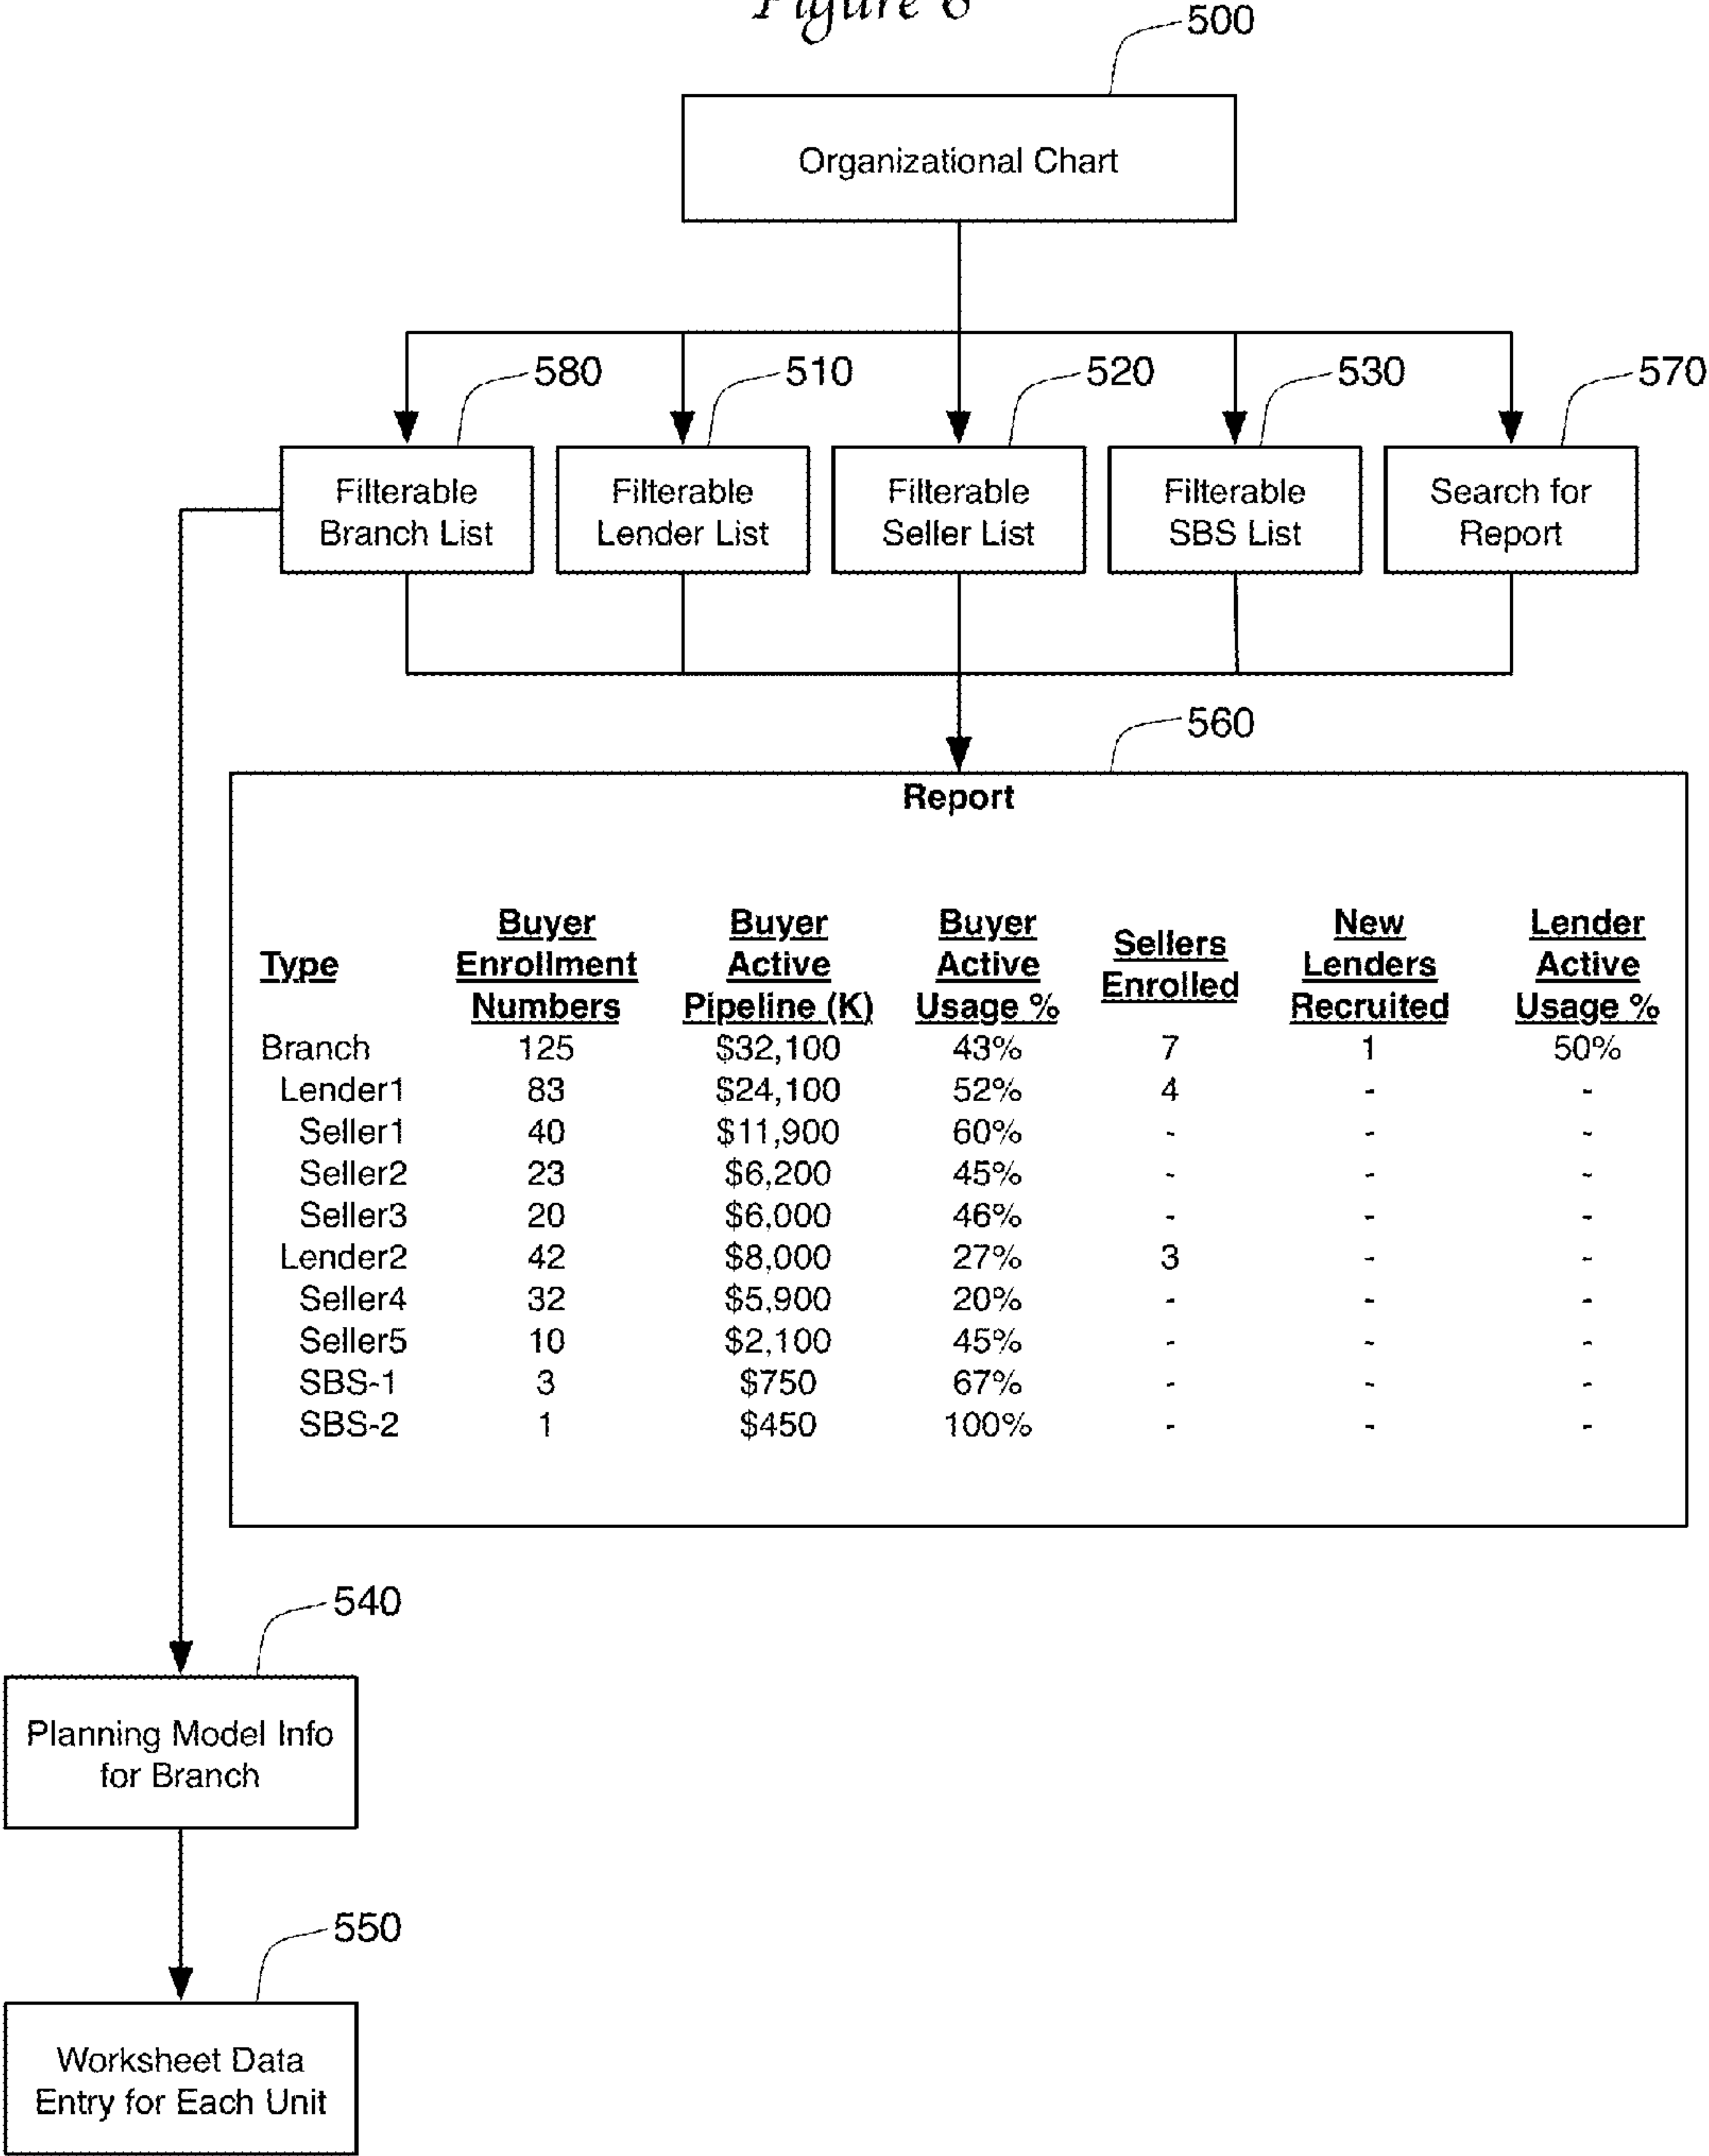 Figure 6
500
Organizational Chart
580 510 520 530 570
Filterable Filterable Filterable Filterable Search for
Branch List Lender List Seller List SBS List Report
560
Report
Buyer Buyer Buyer New Lender
Type Enrollment Active Active Sellers Lenders Active
Numbers Pipeline (K) Usage % Enrolled Recruited Usage %
Branch 125 $32,100 43% 7 1 50%
Lender1 83 $24,100 52% 4 - -
Seller1 40 $11,900 60% - - -
Seller2 23 $6,200 45% - - -
Seller3 20 $6,000 46% - - -
Lender2 42 $8,000 27% 3 - -
Seller4 32 $5,900 20% - - -
Seller5 10 $2,100 45% - - -
SBS-1 3 $750 67% - - -
SBS-2 1 $450 100% - - -
540
Planning Model Info
for Branch
550
Worksheet Data
Entry for Each Unit